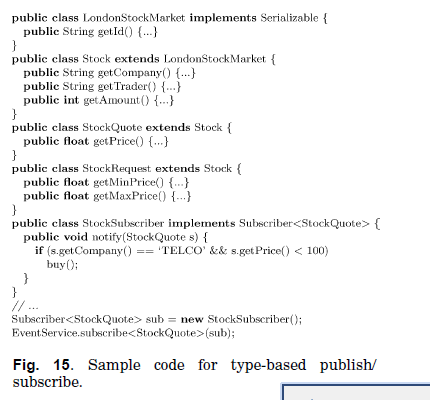 public class LondonStockMarket implements Serializable {
public String getId() {...}
}
public class Stock extends LondonStockMarket {
public String getCompany() {...}
public String getTrader() {...}
public int getAmount() {...}
}
public class StockQuote extends Stock {
public float getPrice() {...}
}
public class StockRequest extends Stock {
public float getMinPrice() {...}
public float getMaxPrice() {...}
}
public class StockSubscriber implements Subscriber<StockQuote> {
public void notify(StockQuote s) {
if (s.getCompany() == 'TELCO' && s.getPrice() < 100)
buy();
}
}
// ...
Subscriber<StockQuote> sub = new StockSubscriber();
EventService.subscribe<StockQuote>(sub);
Fig. 15. Sample code for type-based publish/
subscribe.